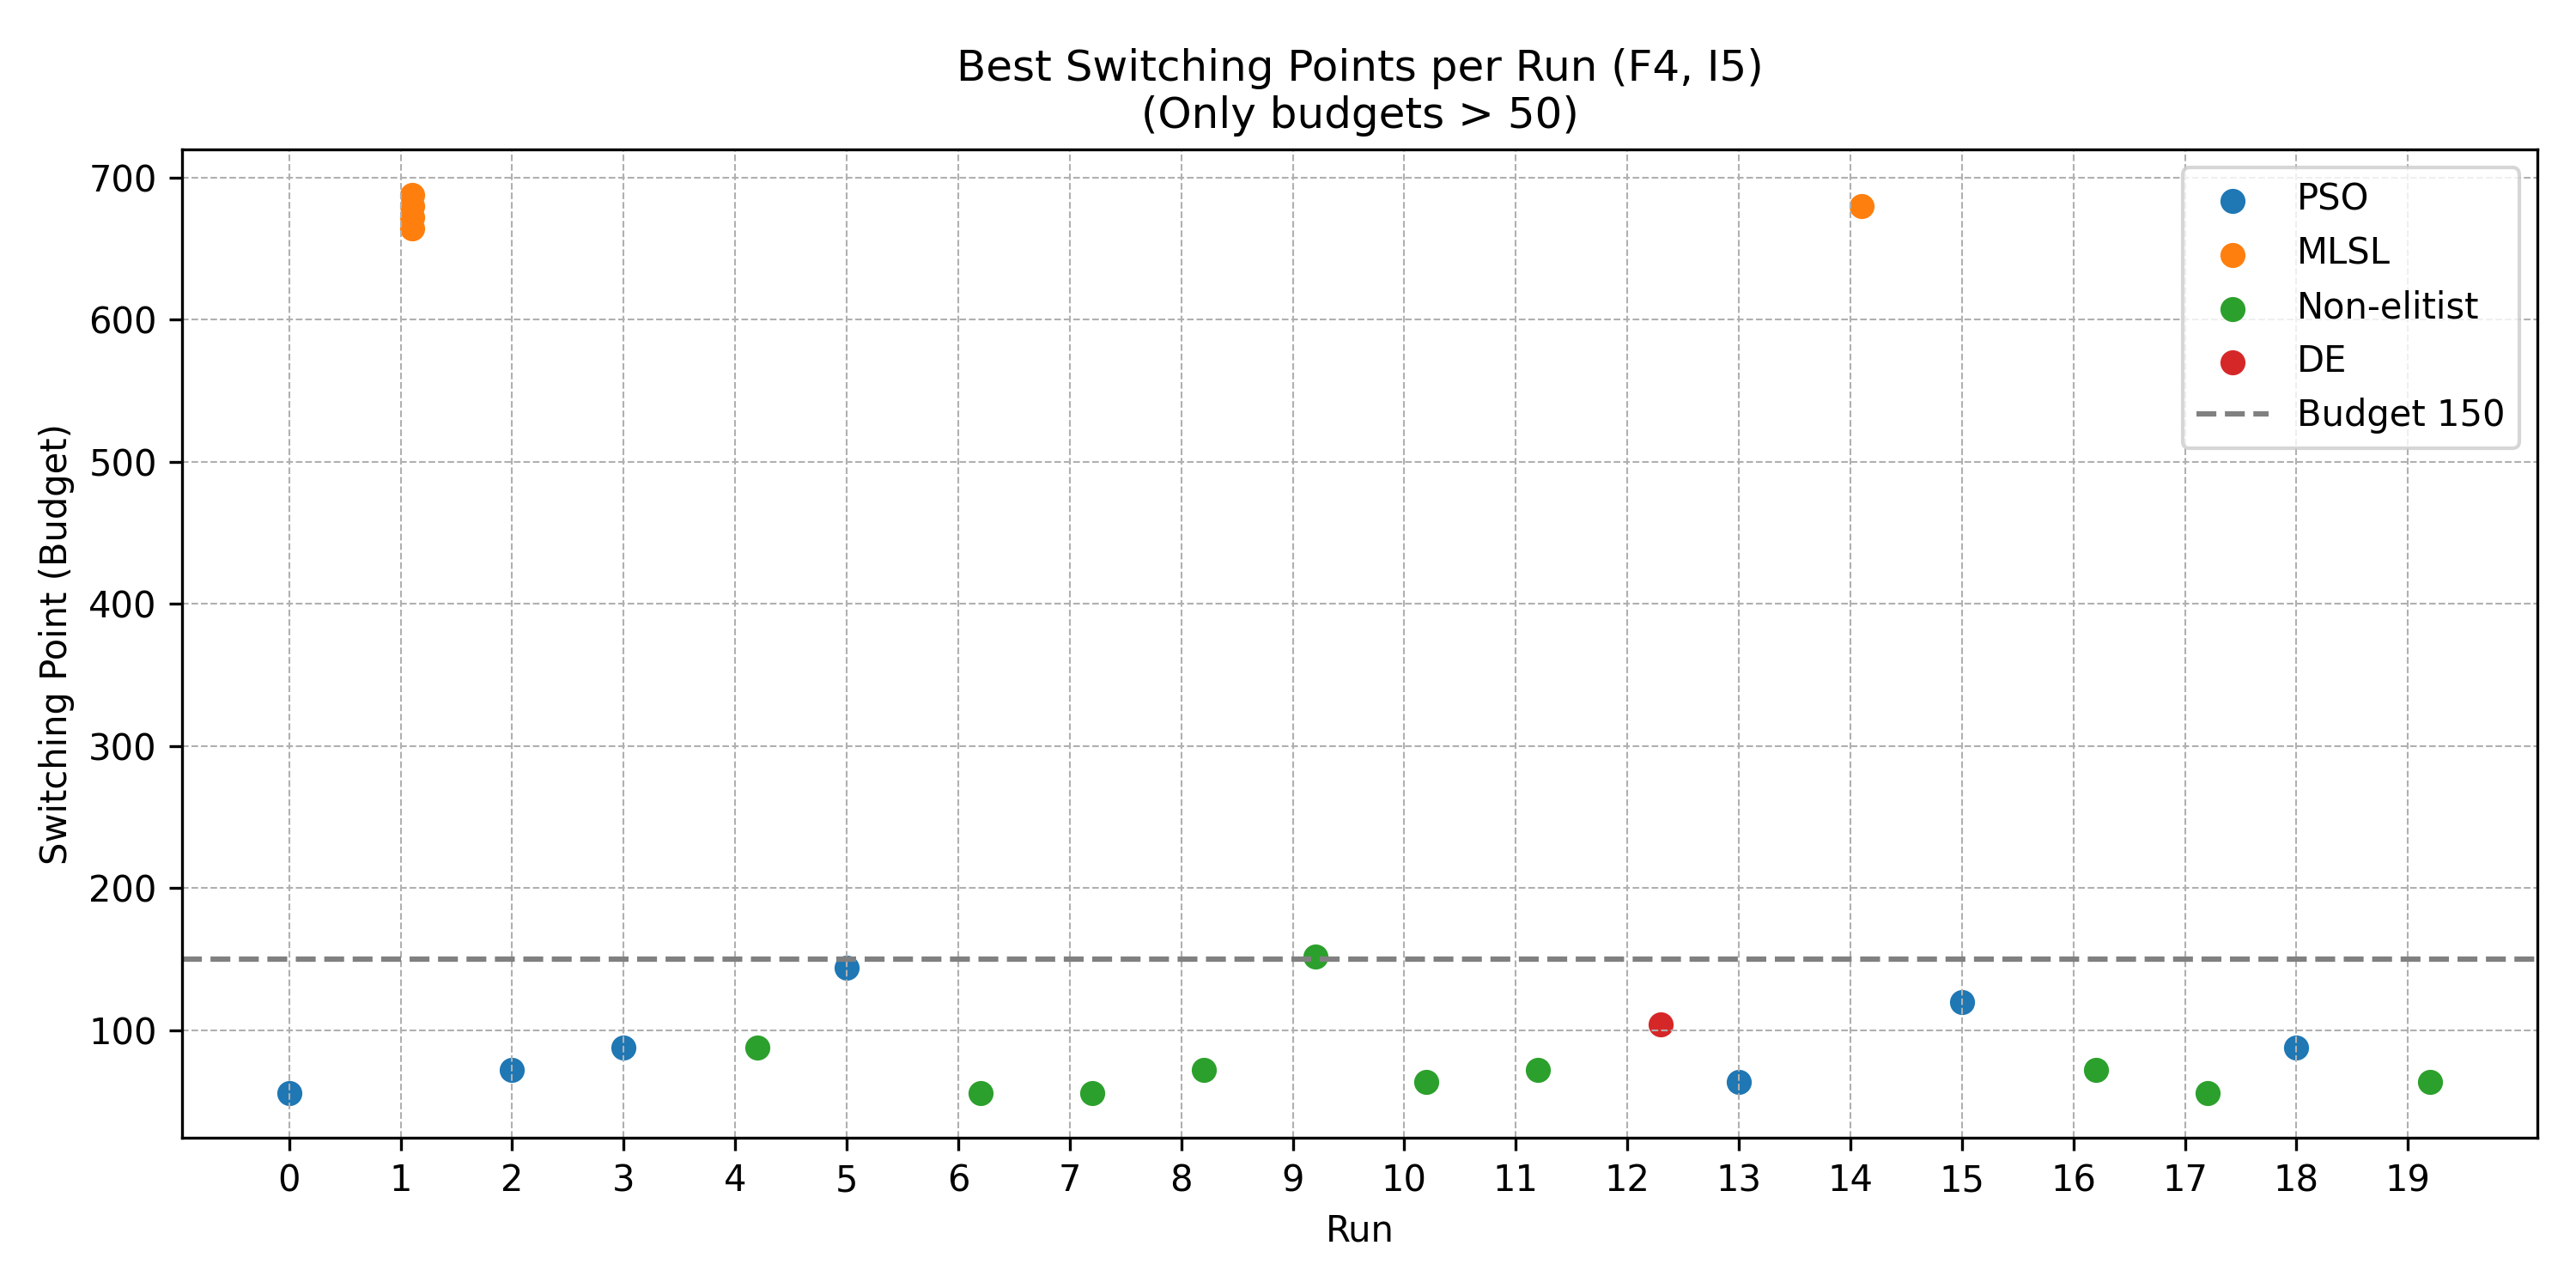 Best Switching Points per Run (F4, I5)
(Only budgets > 50)
Switching Point (Budget)
700
600
500
400
300
200
100
PSO
MLSL
Non-elitist
DE
Budget 150
0 1 2 3 4 5 6 7 8 9 10 11 12 13 14 15 16 17 18 19
Run